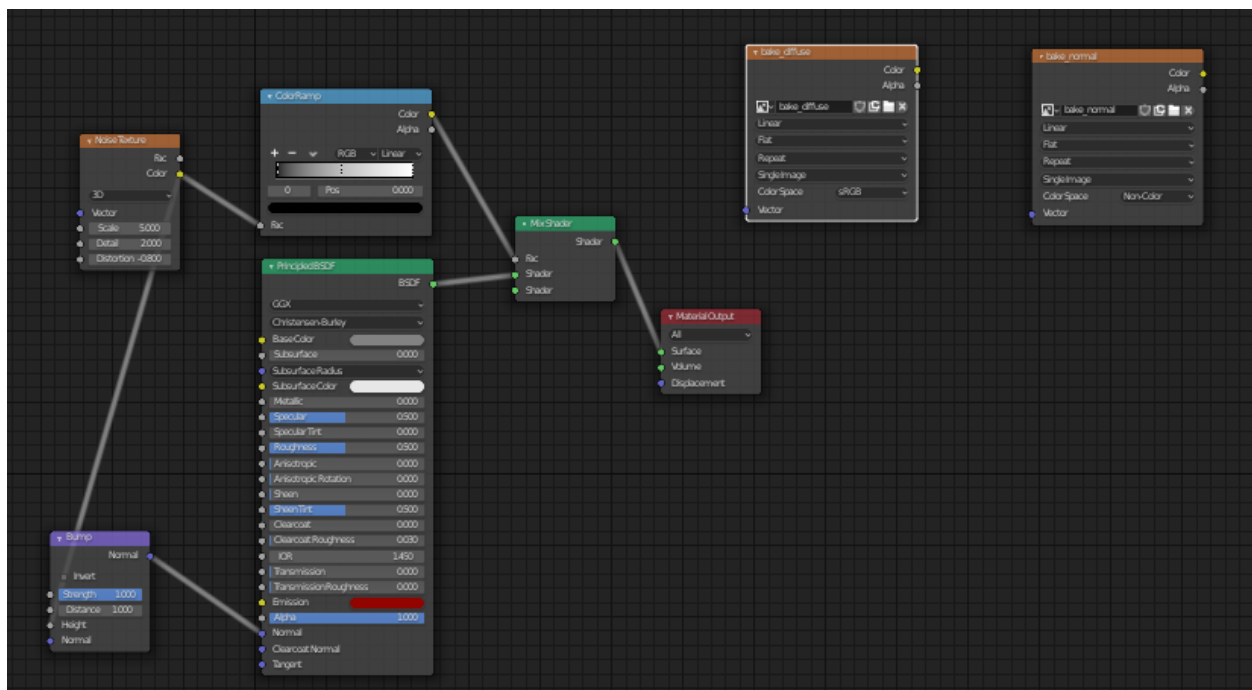 Noise Texture
Fac
Color
3D
Vector
Scale 5.000
Detail 2.000
Distortion -0.800
ColorRamp
Color
Alpha
RGB Linear
0 Pos 0.000
Fac
Principled BSDF
BSDF
GGX
Christensen-Burley
Base Color
Subsurface 0.000
Subsurface Radius
Subsurface Color
Metallic 0.000
Specular 0.500
Specular Tint 0.000
Roughness 0.500
Anisotropic 0.000
Anisotropic Rotation 0.000
Sheen 0.000
Sheen Tint 0.500
Clearcoat 0.000
Clearcoat Roughness 0.030
IOR 1.450
Transmission 0.000
Transmission Roughness 0.000
Emission
Alpha 1.000
Normal
Clearcoat Normal
Tangent
Bump
Normal
Invert
Strength 1.000
Distance 1.000
Height
Normal
Mix Shader
Shader
Fac
Shader
Shader
Material Output
All
Surface
Volume
Displacement
bake_diffuse
Color
Alpha
bake_diffuse
Linear
Flat
Repeat
Single Image
Color Space sRGB
Vector
bake_normal
Color
Alpha
bake_normal
Linear
Flat
Repeat
Single Image
Color Space Non-Color
Vector